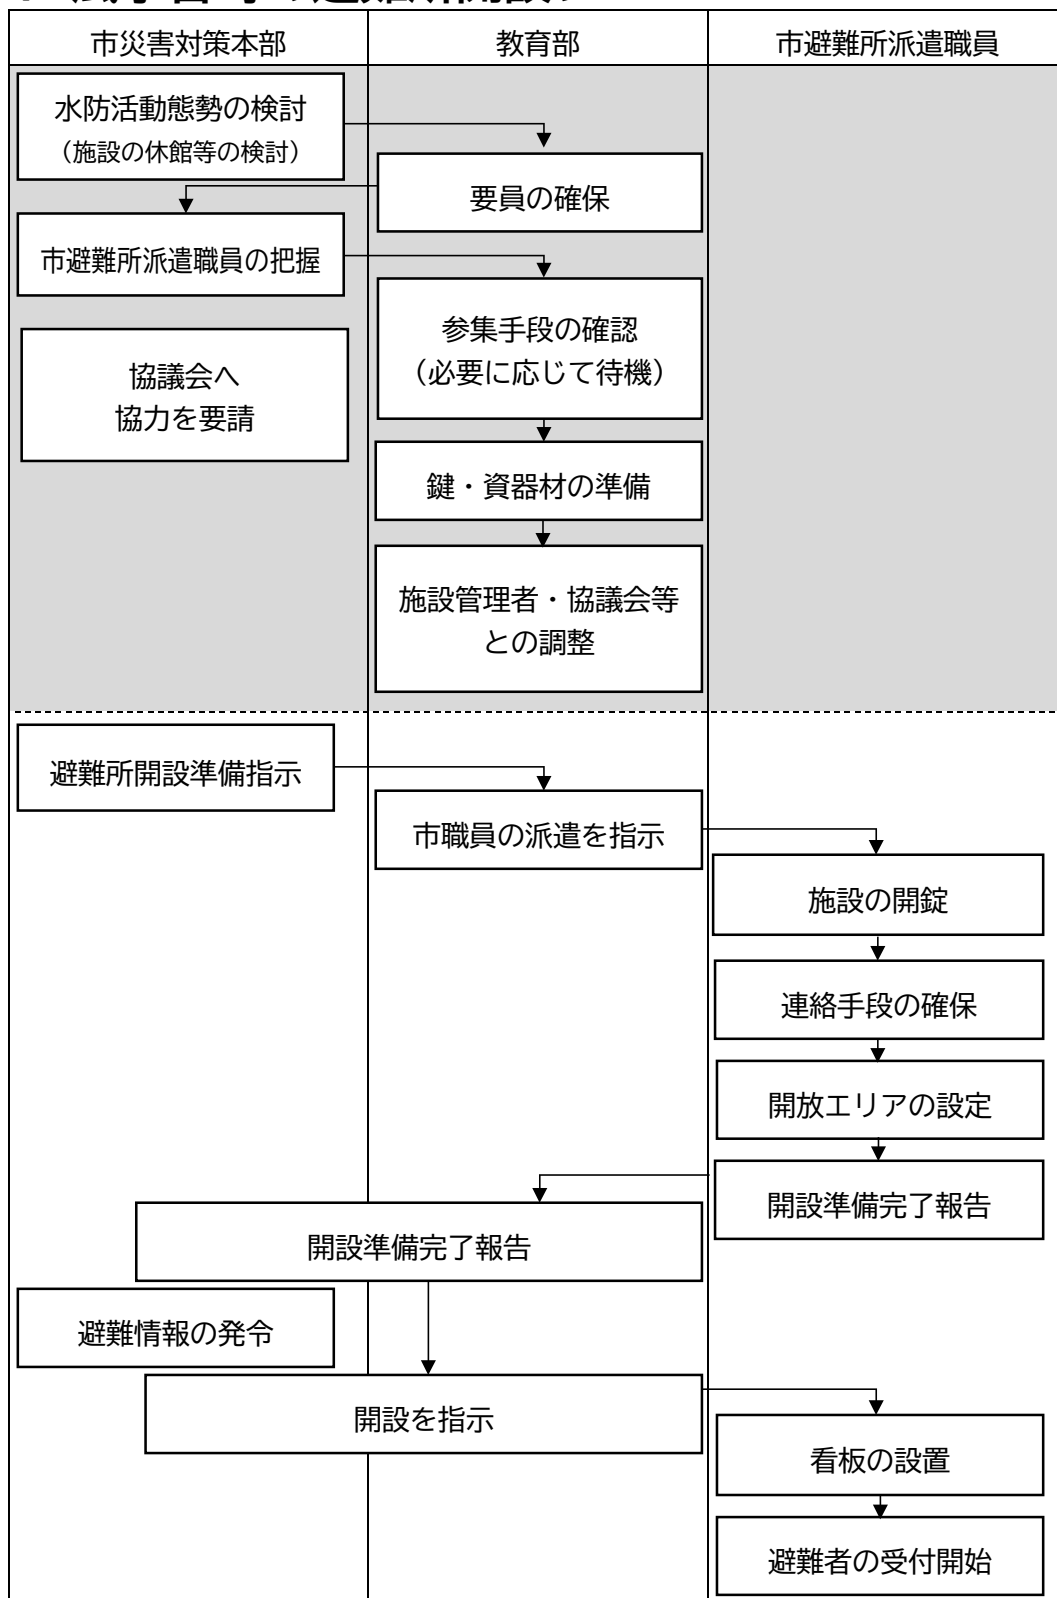 市災害対策本部
教育部
市避難所派遣職員
水防活動態勢の検討
（施設の休館等の検討）
要員の確保
市避難所派遣職員の把握
参集手段の確認
（必要に応じて待機）
協議会へ
協力を要請
鍵・資器材の準備
施設管理者・協議会等
との調整
避難所開設準備指示
市職員の派遣を指示
施設の開錠
連絡手段の確保
開放エリアの設定
開設準備完了報告
開設準備完了報告
避難情報の発令
開設を指示
看板の設置
避難者の受付開始